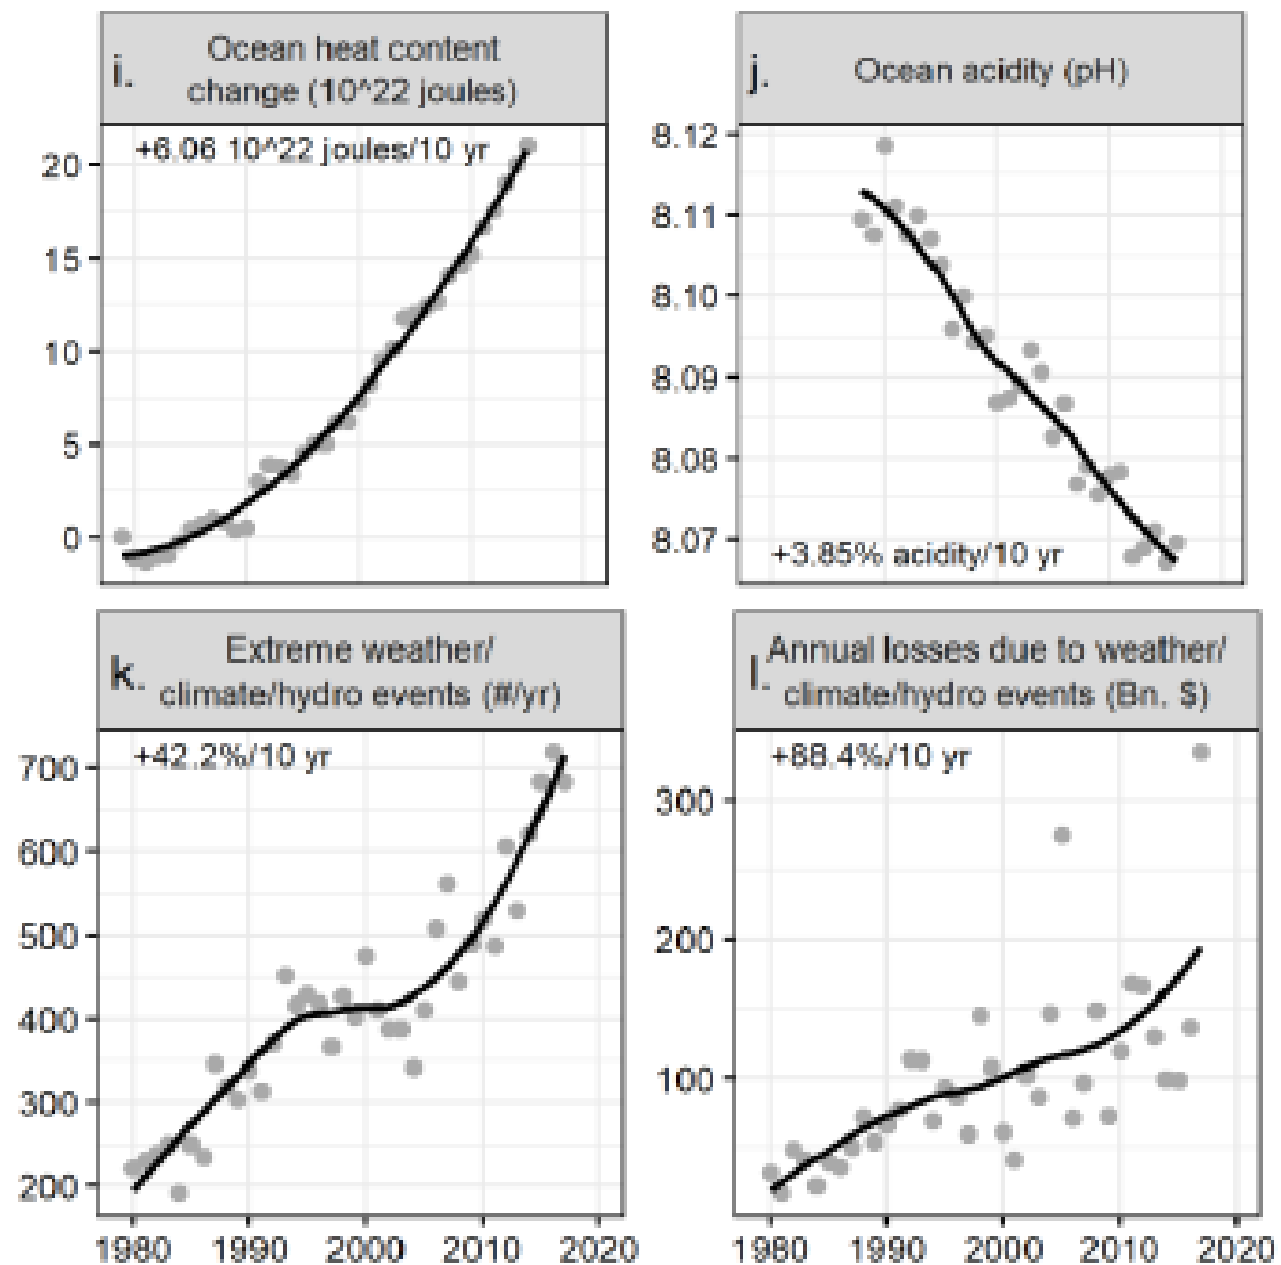 i.
Ocean heat content
change (10^22 joules)
+6.06 10^22 joules/10 yr
20
15
10
5
0
j.
Ocean acidity (pH)
8.12
8.11
8.10
8.09
8.08
8.07
+3.85% acidity/10 yr
k.
Extreme weather/
climate/hydro events (#/yr)
+42.2%/10 yr
700
600
500
400
300
200
1980 1990 2000 2010 2020
l.
Annual losses due to weather/
climate/hydro events (Bn. $)
+88.4%/10 yr
300
200
100
1980 1990 2000 2010 2020